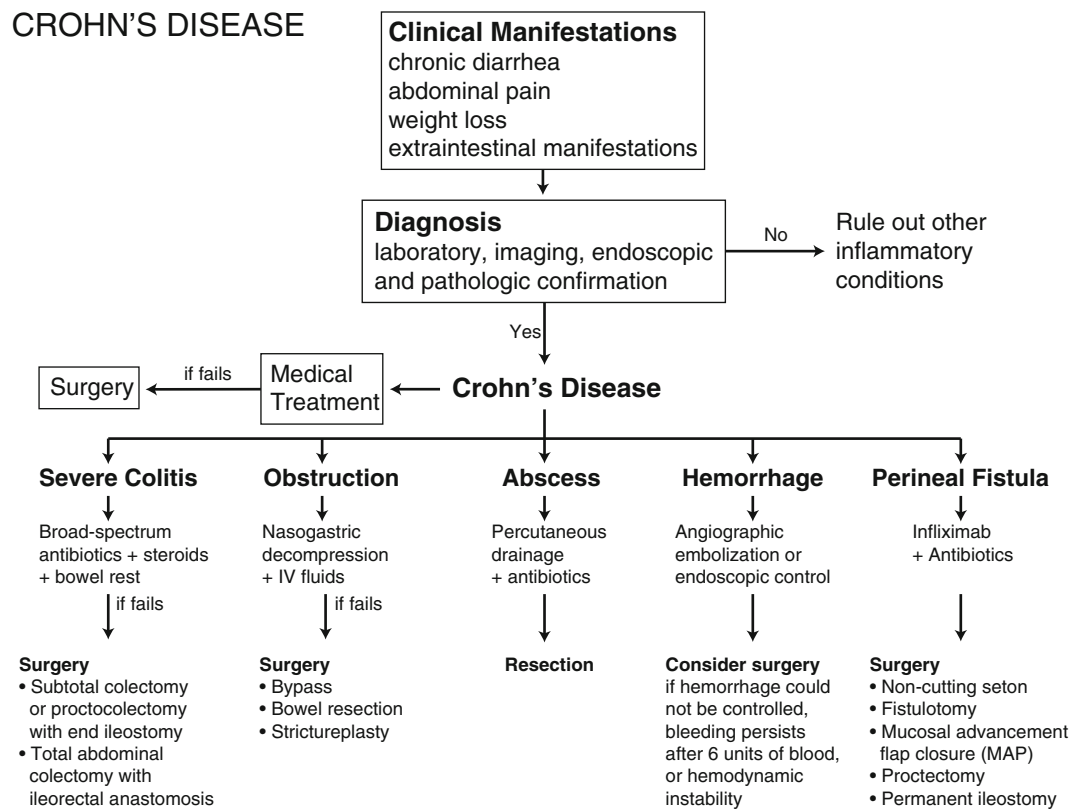 CROHN'S DISEASE
Clinical Manifestations
chronic diarrhea
abdominal pain
weight loss
extraintestinal manifestations
Diagnosis
laboratory, imaging, endoscopic
and pathologic confirmation
No
Rule out other
inflammatory
conditions
Yes
Surgery
if fails
Medical
Treatment
Crohn's Disease
Severe Colitis
Broad-spectrum
antibiotics + steroids
+ bowel rest
if fails
Surgery
• Subtotal colectomy
or proctocolectomy
with end ileostomy
• Total abdominal
colectomy with
ileorectal anastomosis
Obstruction
Nasogastric
decompression
+ IV fluids
if fails
Surgery
• Bypass
• Bowel resection
• Strictureplasty
Abscess
Percutaneous
drainage
+ antibiotics
Resection
Hemorrhage
Angiographic
embolization or
endoscopic control
Consider surgery
if hemorrhage could
not be controlled,
bleeding persists
after 6 units of blood,
or hemodynamic
instability
Perineal Fistula
Infliximab
+ Antibiotics
Surgery
• Non-cutting seton
• Fistulotomy
• Mucosal advancement
flap closure (MAP)
• Proctectomy
• Permanent ileostomy